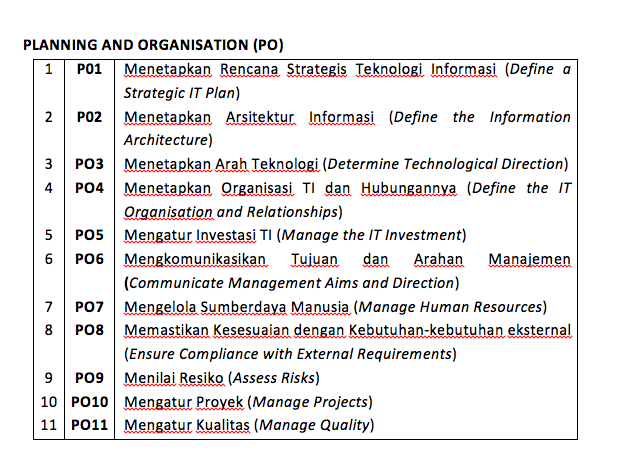 PLANNING AND ORGANISATION (PO)
1 P01 Menetapkan Rencana Strategis Teknologi Informasi (Define a
Strategic IT Plan)
2 P02 Menetapkan Arsitektur Informasi (Define the Information
Architecture)
3 PO3 Menetapkan Arah Teknologi (Determine Technological Direction)
4 PO4 Menetapkan Organisasi TI dan Hubungannya (Define the IT
Organisation and Relationships)
5 PO5 Mengatur Investasi TI (Manage the IT Investment)
6 PO6 Mengkomunikasikan Tujuan dan Arahan Manajemen
(Communicate Management Aims and Direction)
7 PO7 Mengelola Sumberdaya Manusia (Manage Human Resources)
8 PO8 Memastikan Kesesuaian dengan Kebutuhan-kebutuhan eksternal
(Ensure Compliance with External Requirements)
9 PO9 Menilai Resiko (Assess Risks)
10 PO10 Mengatur Proyek (Manage Projects)
11 PO11 Mengatur Kualitas (Manage Quality)